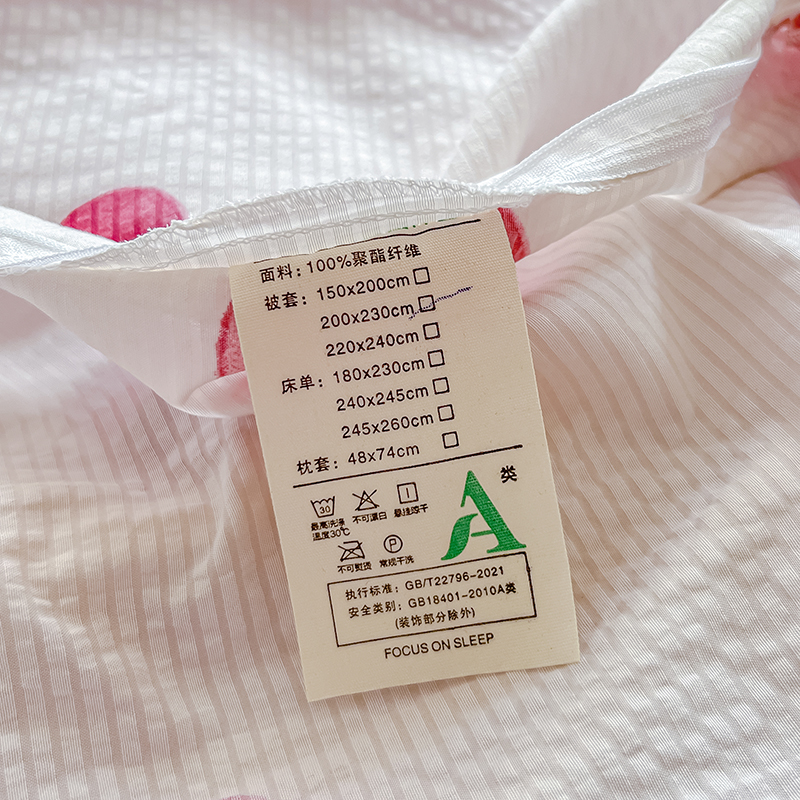 面料：100%聚酯纤维
被套：150x200cm
200x230cm
220x240cm
床单：180x230cm
240x245cm
245x260cm
枕套：48x74cm
类
A
30
最高洗涤
温度30℃
不可漂白
悬挂晾干
P
不可熨烫
常规干洗
执行标准：GB/T22796-2021
安全类别；GB18401-2010A类
(装饰部分除外)
FOCUS ON SLEEP